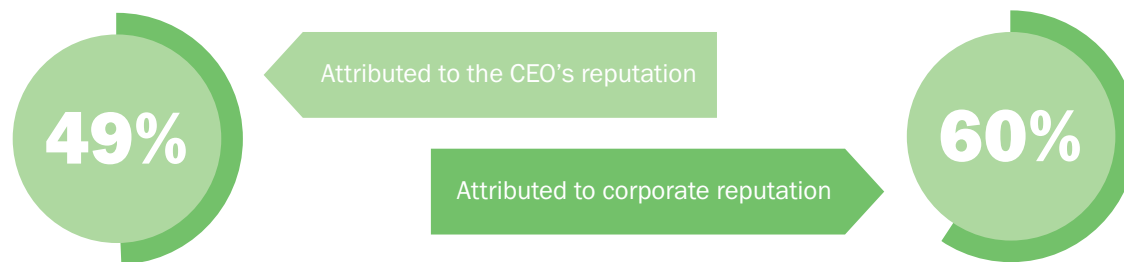 49%
Attributed to the CEO’s reputation
Attributed to corporate reputation
60%